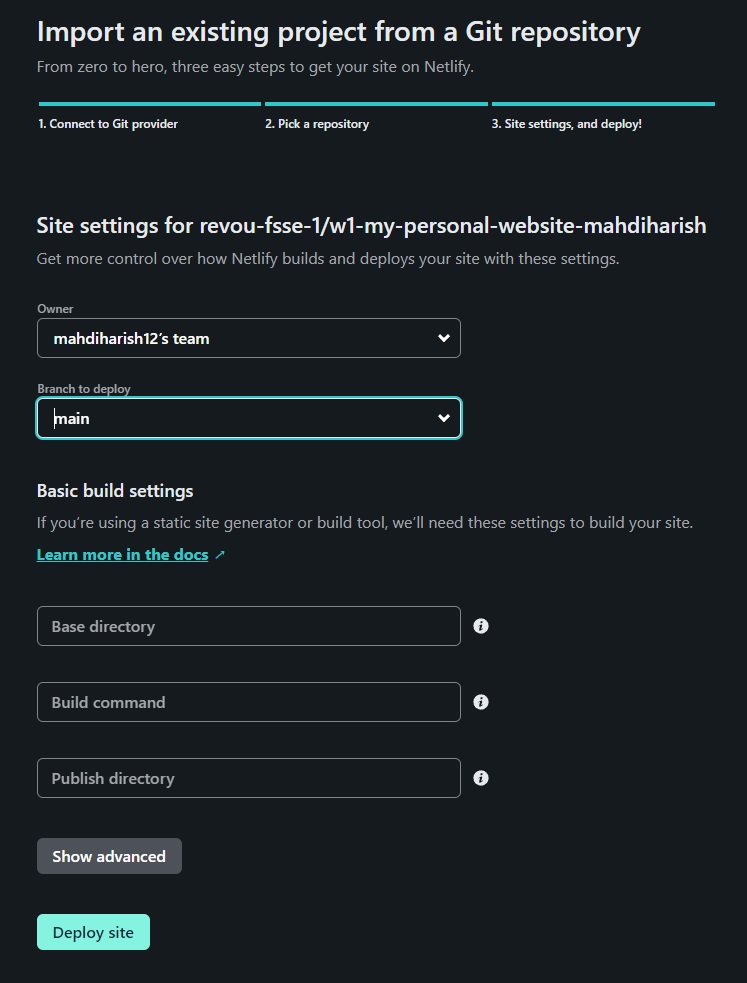 Import an existing project from a Git repository
From zero to hero, three easy steps to get your site on Netlify.
1. Connect to Git provider
2. Pick a repository
3. Site settings, and deploy!
Site settings for revou-fsse-1/w1-my-personal-website-mahdiharish
Get more control over how Netlify builds and deploys your site with these settings.
Owner
mahdiharish12's team
Branch to deploy
main
Basic build settings
If you're using a static site generator or build tool, we'll need these settings to build your site.
Learn more in the docs ↗
Base directory
i
Build command
i
Publish directory
i
Show advanced
Deploy site